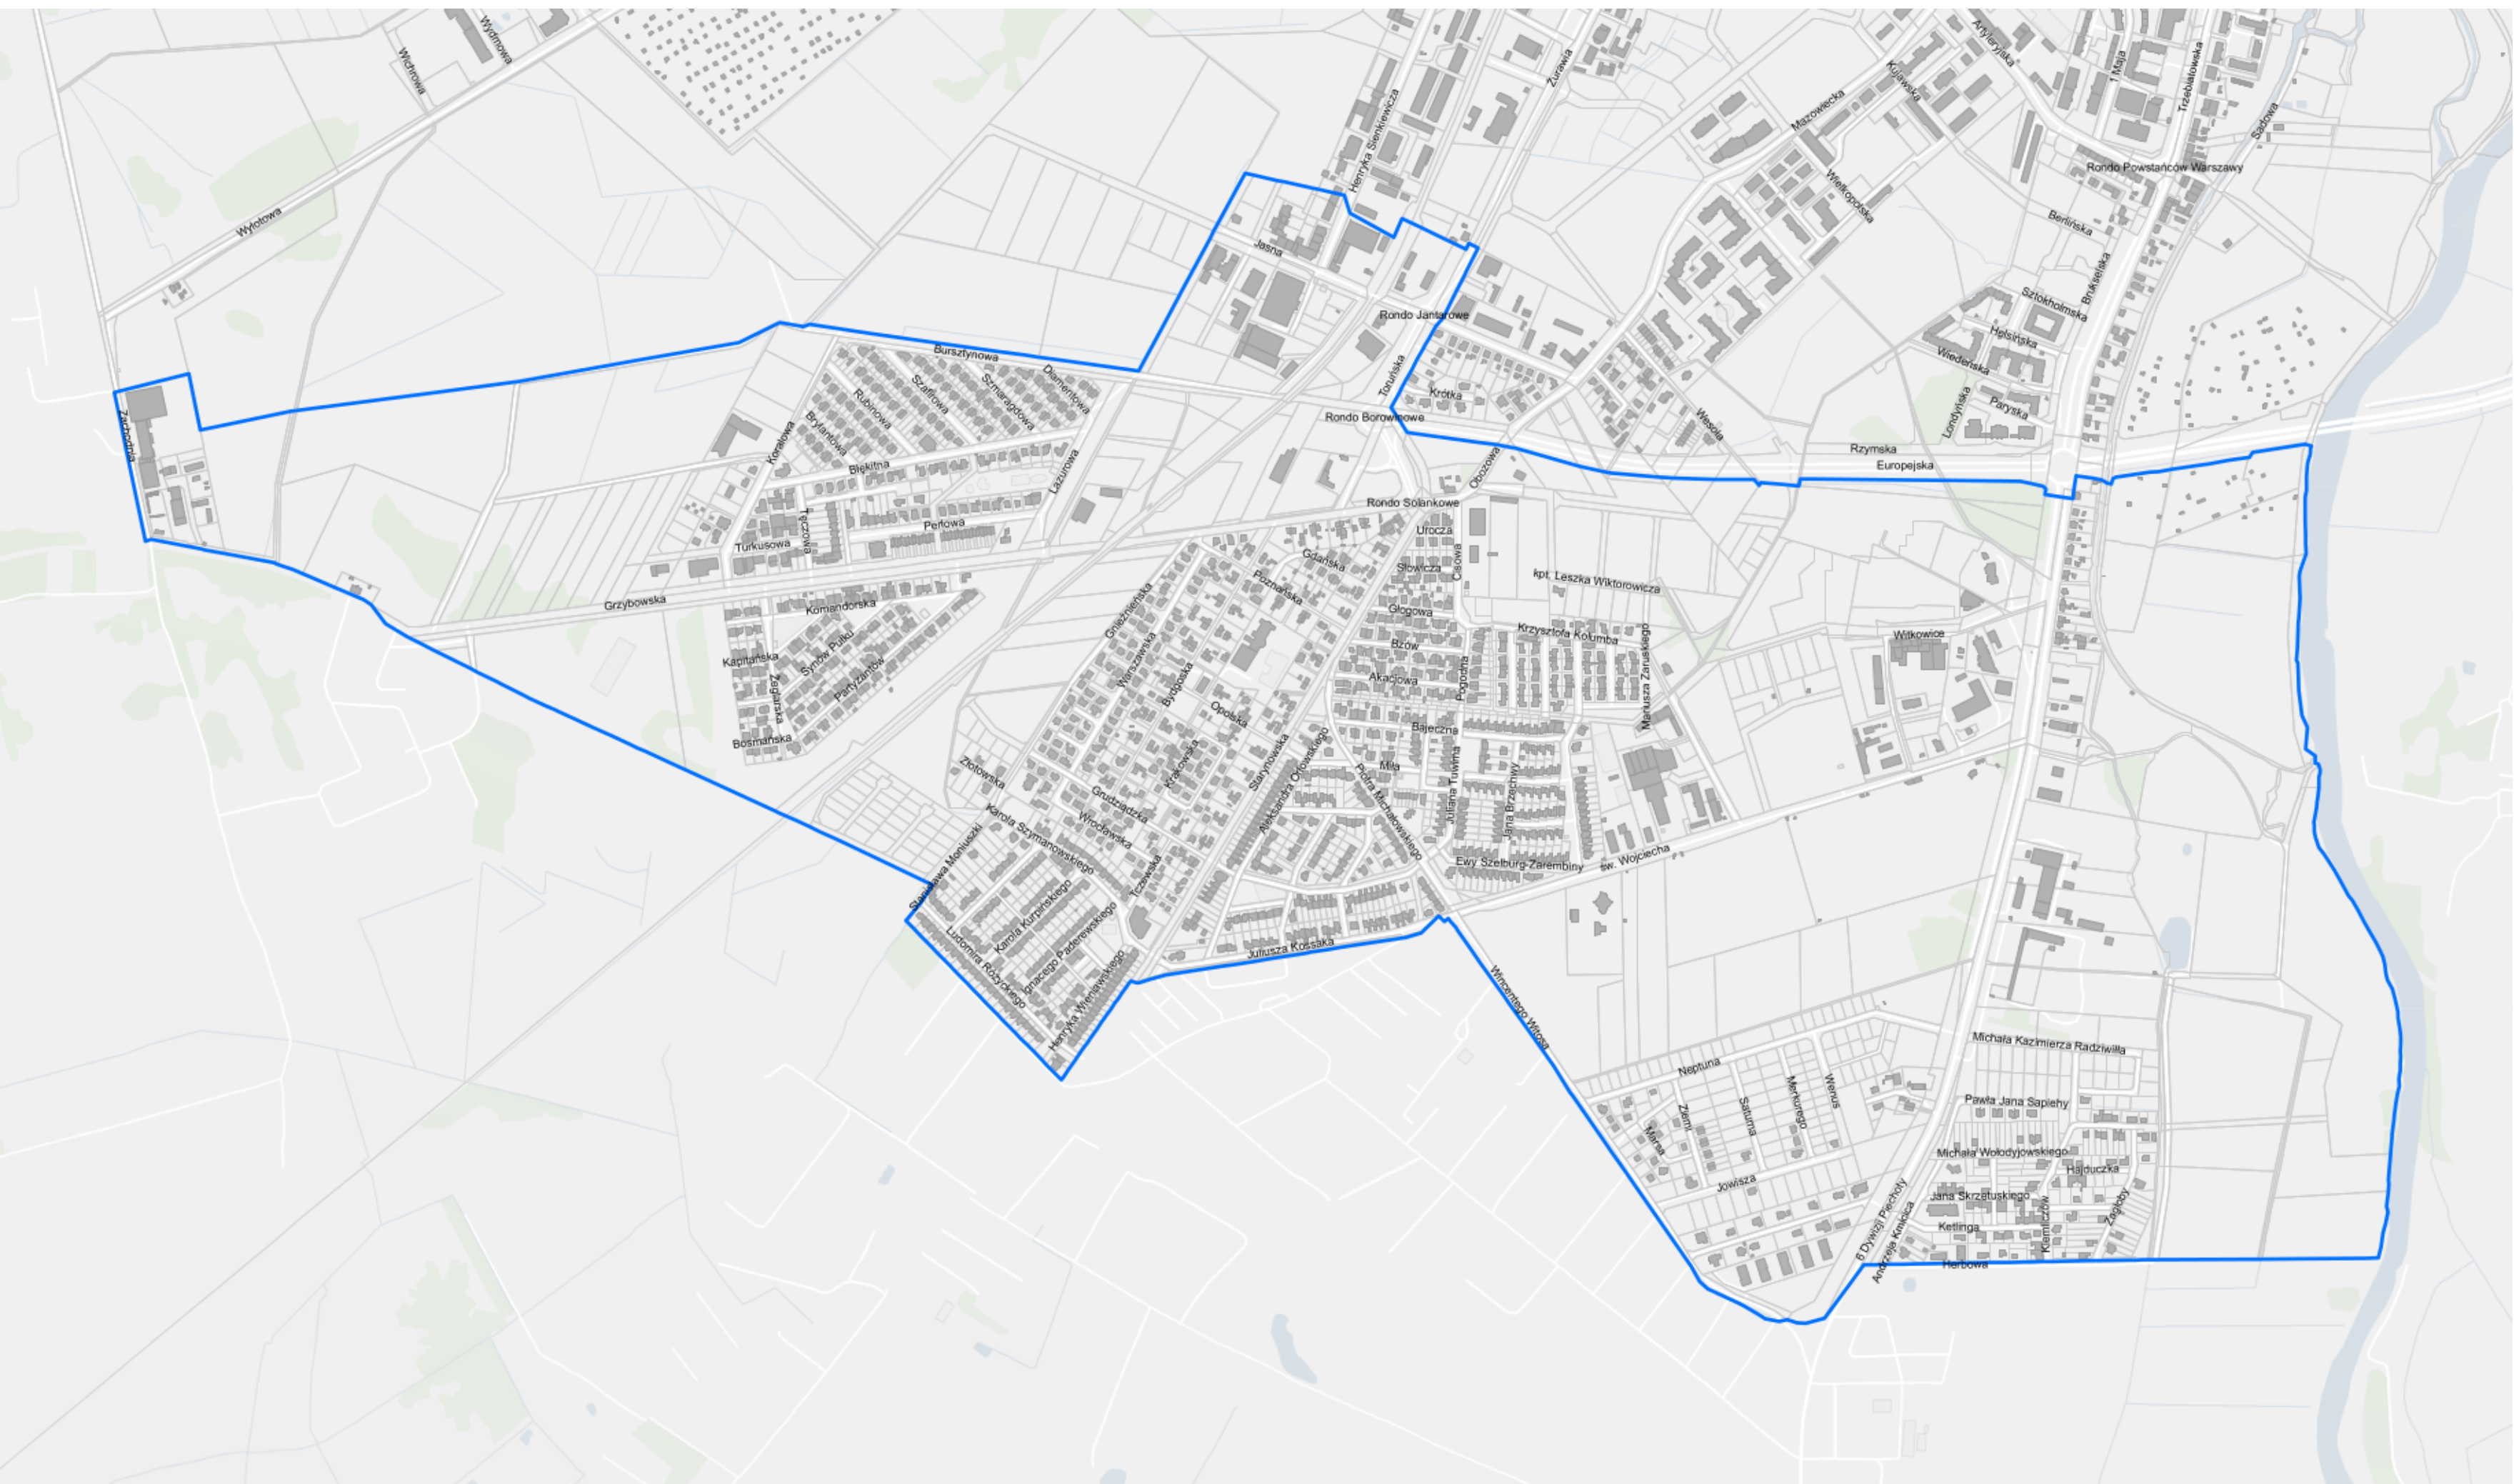 Wydmowa
Wichrowa
Żurawia
Artyleryjska
1 Maja
Trzebiatowska
Kujawska
Mazowiecka
Sadowa
Henryka Sienkiewicza
Rondo Powstańców Warszawy
Wielkopolska
Wylotowa
Berlińska
Jasna
Brukselska
Sztokholmska
Rondo Jantarowe
Helsińska
Bursztynowa
Wiedeńska
Diamentowa
Toruńska
Szmaragdowa
Szafirowa
Rubinowa
Krótka
Paryska
Londyńska
Rondo Borowinowe
Wesoła
Zachodnia
Brylantowa
Koralowa
Rzymska
Błękitna
Europejska
Lazurowa
Obozowa
Rondo Solankowe
Perłowa
Tęczowa
Urocza
Turkusowa
Gdańska
Cisowa
Słowicza
Poznańska
kpt. Leszka Wiktorowicza
Grzybowska
Komandorska
Gnieźnieńska
Głogowa
Krzysztofa Kolumba
Witkowice
Bzów
Synów Pułku
Warszawska
Kapitańska
Mariusza Zaruskiego
Partyzantów
Akacjowa
Pogodna
Bydgoska
Żeglarska
Opolska
Bajeczna
Bosmańska
Starynowska
Aleksandra Orłowskiego
Krakowska
Miła
Złotowska
Juliana Tuwima
Jana Brzechwy
Piotra Michałowskiego
Grudziądzka
Wrocławska
Karola Szymanowskiego
Stanisława Moniuszki
Ewy Szelburg-Zarembiny
św. Wojciecha
Tczewska
Karola Kurpińskiego
Ignacego Paderewskiego
Juliusza Kossaka
Ludomira Różyckiego
Henryka Wieniawskiego
Wincentego Witosa
Michała Kazimierza Radziwiłła
Neptuna
Wenus
Merkurego
Saturna
Ziemi
Marsa
Pawła Jana Sapiehy
Michała Wołodyjowskiego
Hajduczka
Jowisza
Jana Skrzetuskiego
Zagłoby
6 Dywizji Piechoty
Ketlinga
Kiemliczów
Andrzeja Kmicica
Herbowa